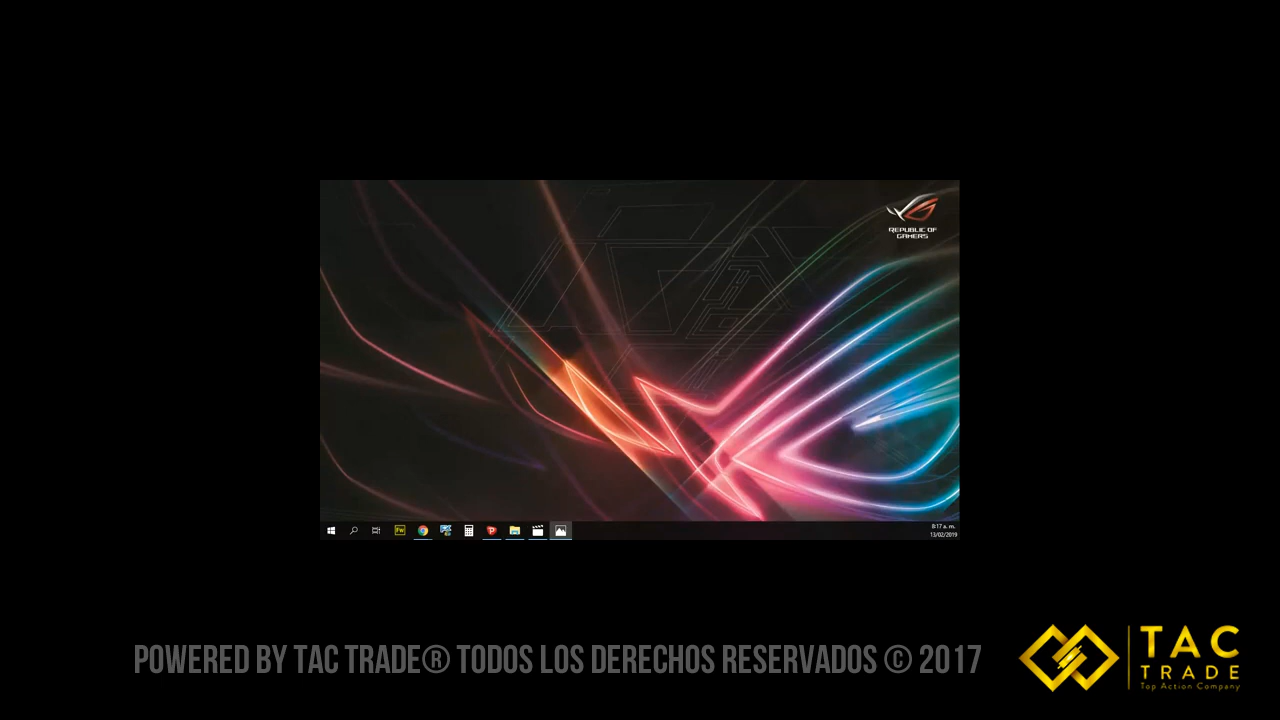 REPUBLIC OF
GAMERS
Fw
8:17 a. m.
13/02/2019
POWERED BY TAC TRADE® TODOS LOS DERECHOS RESERVADOS © 2017
TAC
TRADE
Top Action Company